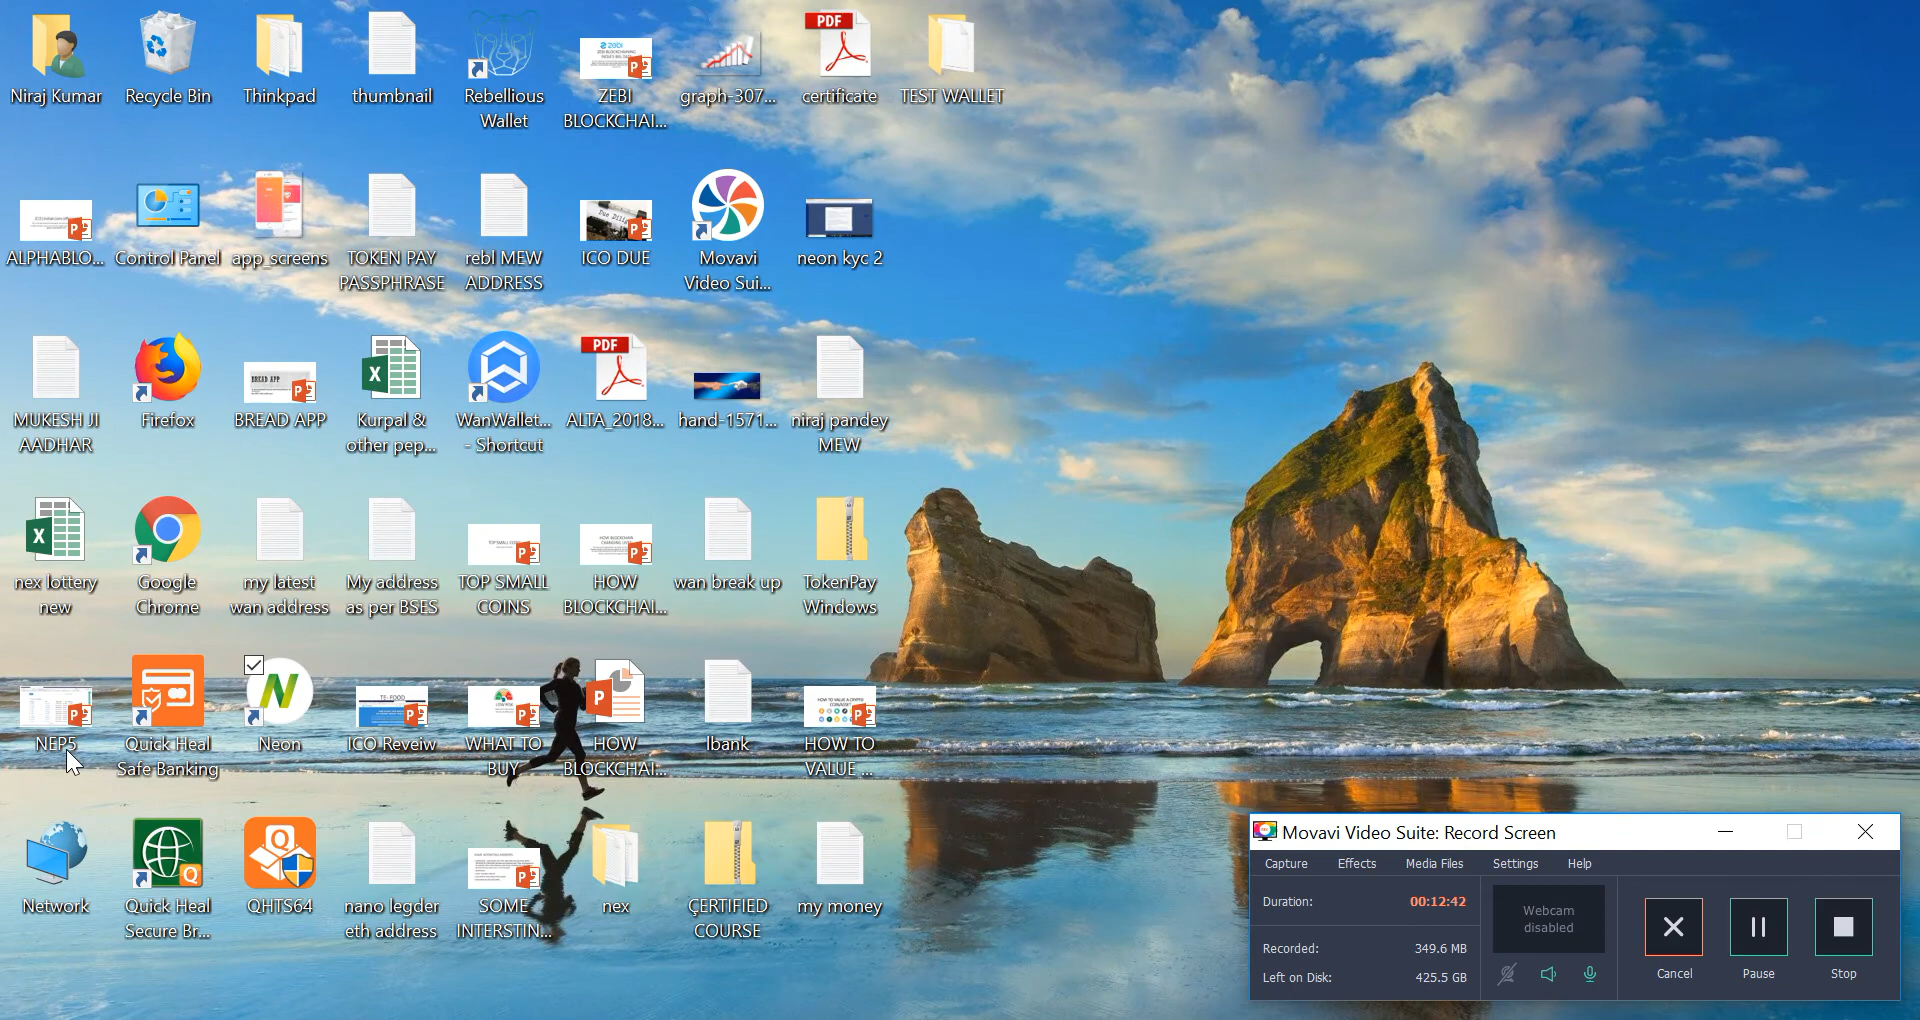 Niraj Kumar
Recycle Bin
Thinkpad
thumbnail
Rebellious
Wallet
ZEBI
BLOCKCHAI...
graph-307...
PDF
certificate
TEST WALLET
ALPHABLO...
Control Panel
app_screens
TOKEN PAY
PASSPHRASE
rebl MEW
ADDRESS
ICO DUE
Movavi
Video Sui...
neon kyc 2
MUKESH JI
AADHAR
Firefox
BREAD APP
BREAD APP
Kurpal &
other pep...
WanWallet...
- Shortcut
PDF
ALTA_2018...
hand-1571...
niraj pandey
MEW
nex lottery
new
Google
Chrome
my latest
wan address
My address
as per BSES
TOP SMALL
COINS
HOW
BLOCKCHAI...
wan break up
TokenPay
Windows
NEP5
Quick Heal
Safe Banking
Neon
TE- FOOD
ICO Reveiw
WHAT TO
BUY
HOW
BLOCKCHAI...
lbank
HOW TO
VALUE ...
Network
Quick Heal
Secure Br...
QHTS64
nano legder
eth address
SOME
INTERSTIN...
nex
ÇERTIFIED
COURSE
my money
Movavi Video Suite: Record Screen
Capture Effects Media Files Settings Help
Duration: 00:12:42
Recorded: 349.6 MB
Left on Disk: 425.5 GB
Webcam
disabled
Cancel
Pause
Stop